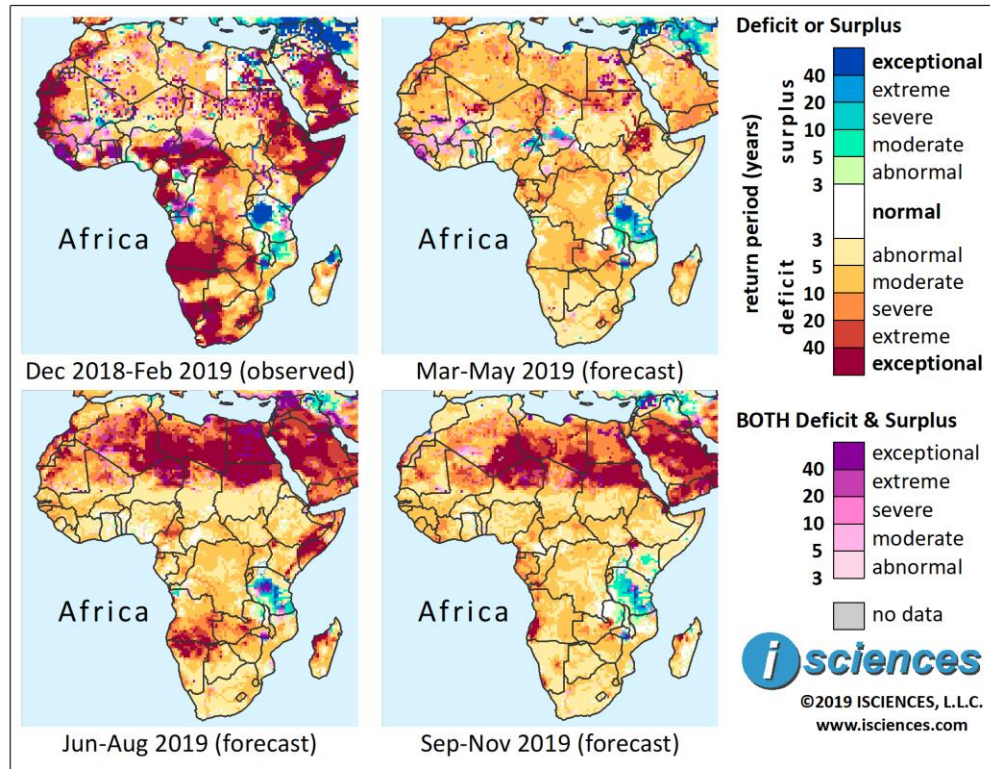 Africa
Dec 2018-Feb 2019 (observed)
Africa
Mar-May 2019 (forecast)
Africa
Jun-Aug 2019 (forecast)
Africa
Sep-Nov 2019 (forecast)
Deficit or Surplus
return period (years)
surplus
deficit
exceptional
40
extreme
20
severe
10
moderate
5
abnormal
3
normal
3
abnormal
5
moderate
10
severe
20
extreme
40
exceptional
BOTH Deficit & Surplus
exceptional
40
extreme
20
severe
10
moderate
5
abnormal
3
no data
i sciences
©2019 ISCIENCES, L.L.C.
www.isciences.com